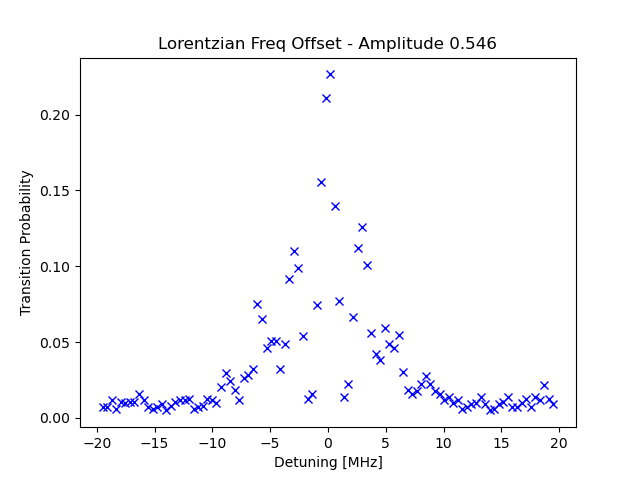 Lorentzian Freq Offset - Amplitude 0.546
Transition Probability
0.20
0.15
0.10
0.05
0.00
−20 −15 −10 −5 0 5 10 15 20
Detuning [MHz]